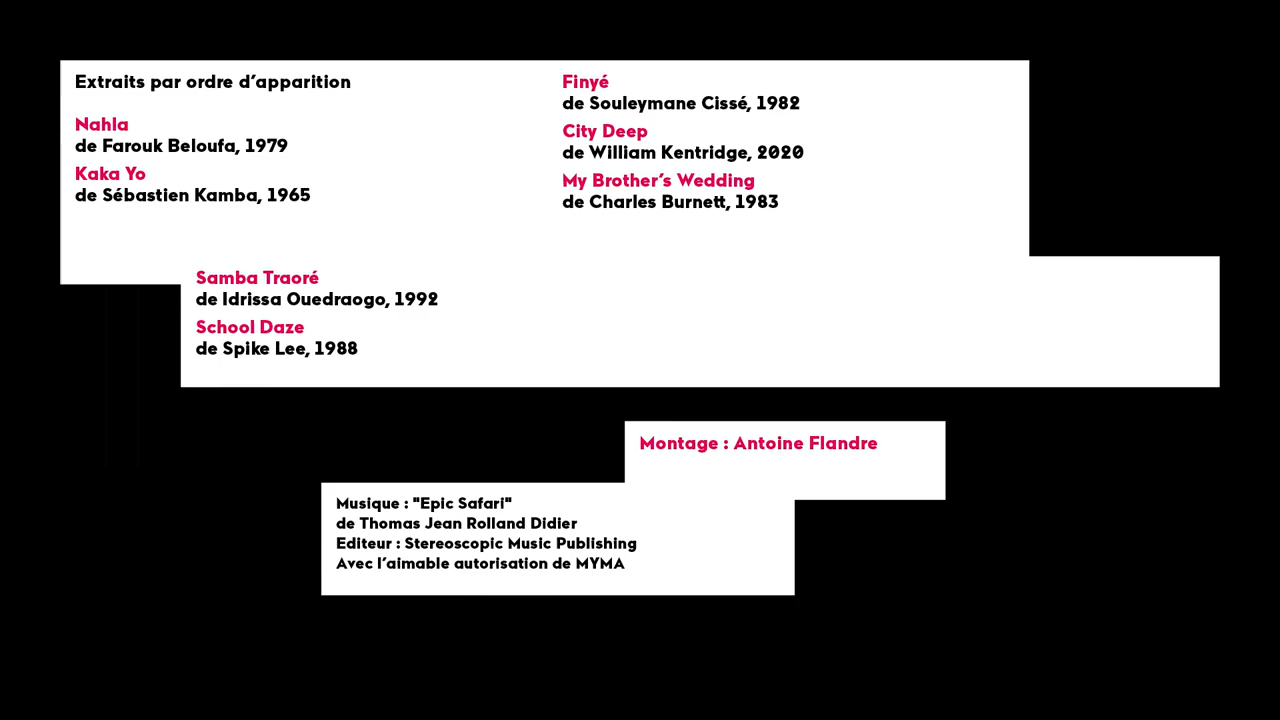 Extraits par ordre d’apparition
Nahla
de Farouk Beloufa, 1979
Kaka Yo
de Sébastien Kamba, 1965
Finyé
de Souleymane Cissé, 1982
City Deep
de William Kentridge, 2020
My Brother’s Wedding
de Charles Burnett, 1983
Samba Traoré
de Idrissa Ouedraogo, 1992
School Daze
de Spike Lee, 1988
Montage : Antoine Flandre
Musique : "Epic Safari"
de Thomas Jean Rolland Didier
Editeur : Stereoscopic Music Publishing
Avec l’aimable autorisation de MYMA